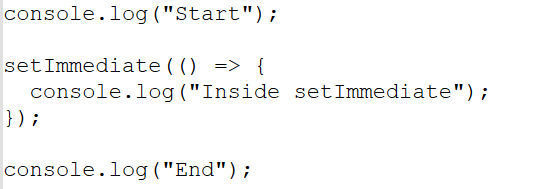 console.log("Start");
setImmediate(() => {
  console.log("Inside setImmediate");
});
console.log("End");